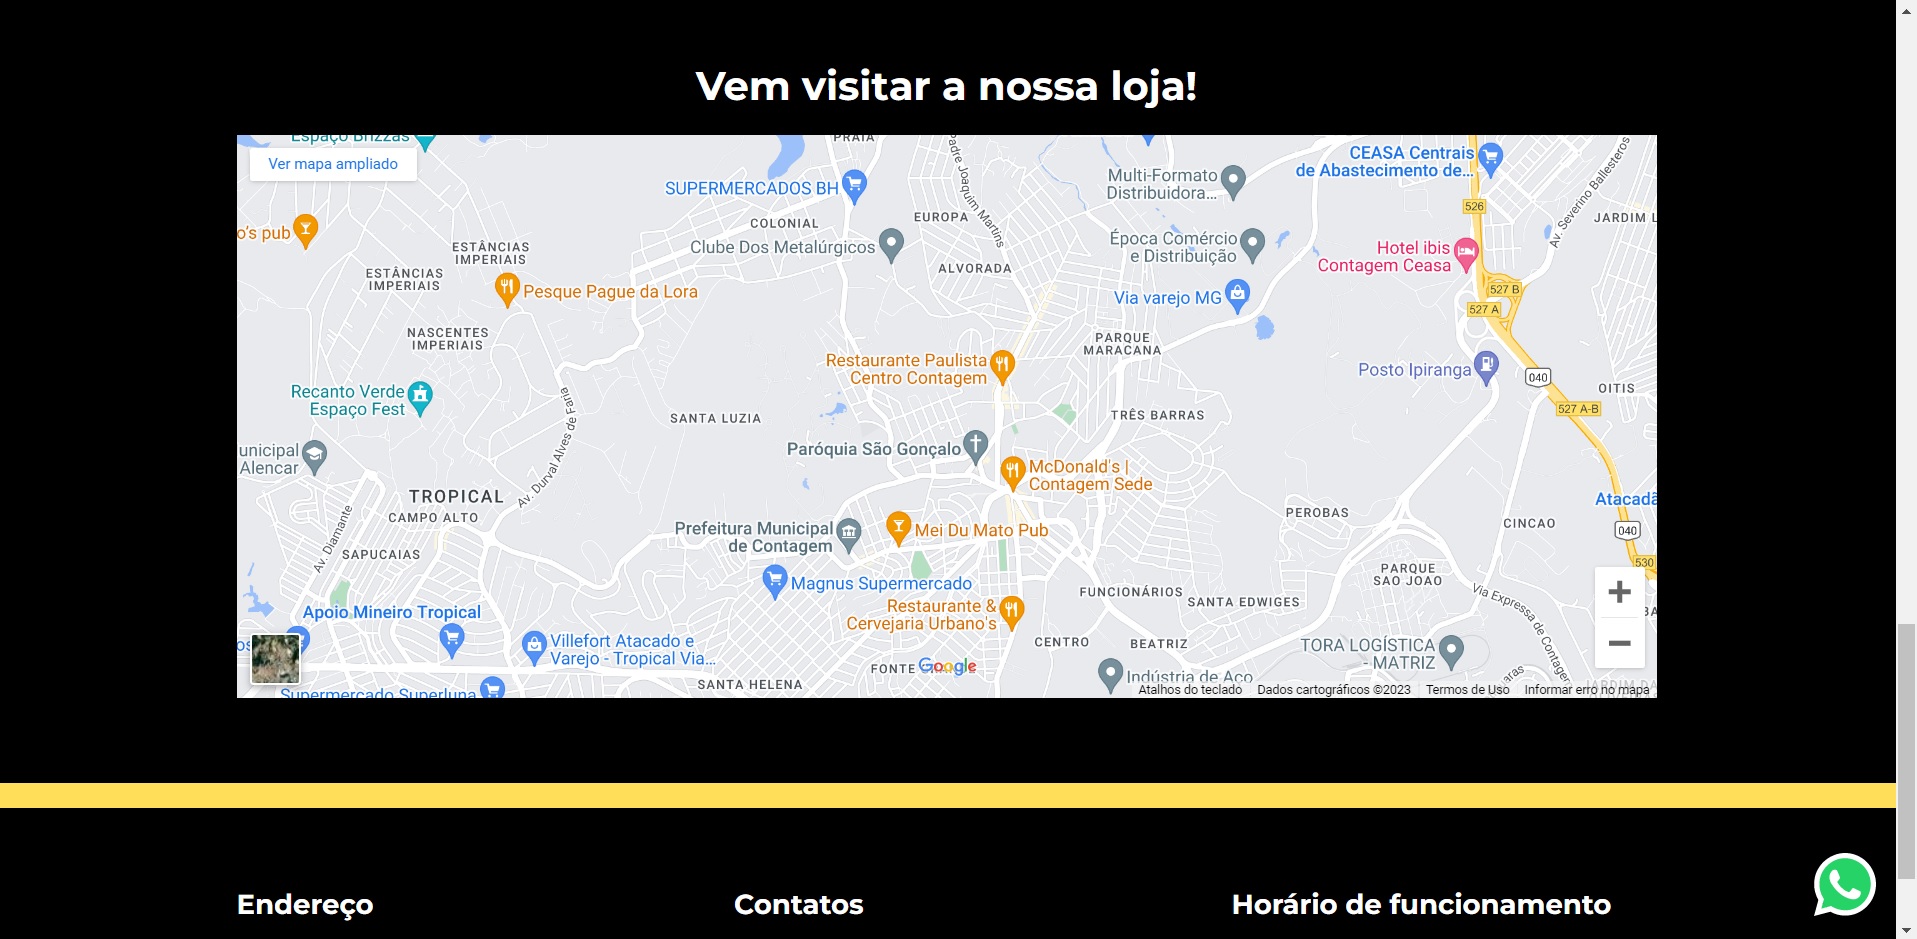 Vem visitar a nossa loja!
Espaço Brizzas
PRAIA
Ver mapa ampliado
CEASA Centrais
de Abastecimento de...
SUPERMERCADOS BH
Multi-Formato
Distribuidora...
Padre Joaquim Martins
Av. Severino Ballesteros
526
JARDIM L
EUROPA
COLONIAL
o's pub
ESTÂNCIAS
IMPERIAIS
Clube Dos Metalúrgicos
Época Comércio
e Distribuição
Hotel ibis
Contagem Ceasa
ESTÂNCIAS
IMPERIAIS
ALVORADA
Pesque Pague da Lora
Via varejo MG
527 B
527 A
NASCENTES
IMPERIAIS
PARQUE
MARACANA
Restaurante Paulista
Centro Contagem
Posto Ipiranga
040
OITIS
Recanto Verde
Espaço Fest
Av. Durval Alves de Faria
SANTA LUZIA
TRÊS BARRAS
527 A-B
unicipal
Alencar
Paróquia São Gonçalo
McDonald's |
Contagem Sede
TROPICAL
Atacadã
CAMPO ALTO
PEROBAS
CINCAO
Av. Diamante
Prefeitura Municipal
de Contagem
Mei Du Mato Pub
040
SAPUCAIAS
530
PARQUE
SAO JOAO
Magnus Supermercado
FUNCIONÁRIOS
SANTA EDWIGES
Via Expressa de Contagem
Apoio Mineiro Tropical
Restaurante &
Cervejaria Urbano's
BA
os
Villefort Atacado e
Varejo - Tropical Via...
CENTRO
BEATRIZ
TORA LOGÍSTICA
- MATRIZ
FONTE
Google
Indústria de Aço
SANTA HELENA
aras
JARDIM DA
Supermercado Superluna
Atalhos do teclado
Dados cartográficos ©2023
Termos de Uso
Informar erro no mapa
Endereço
Contatos
Horário de funcionamento